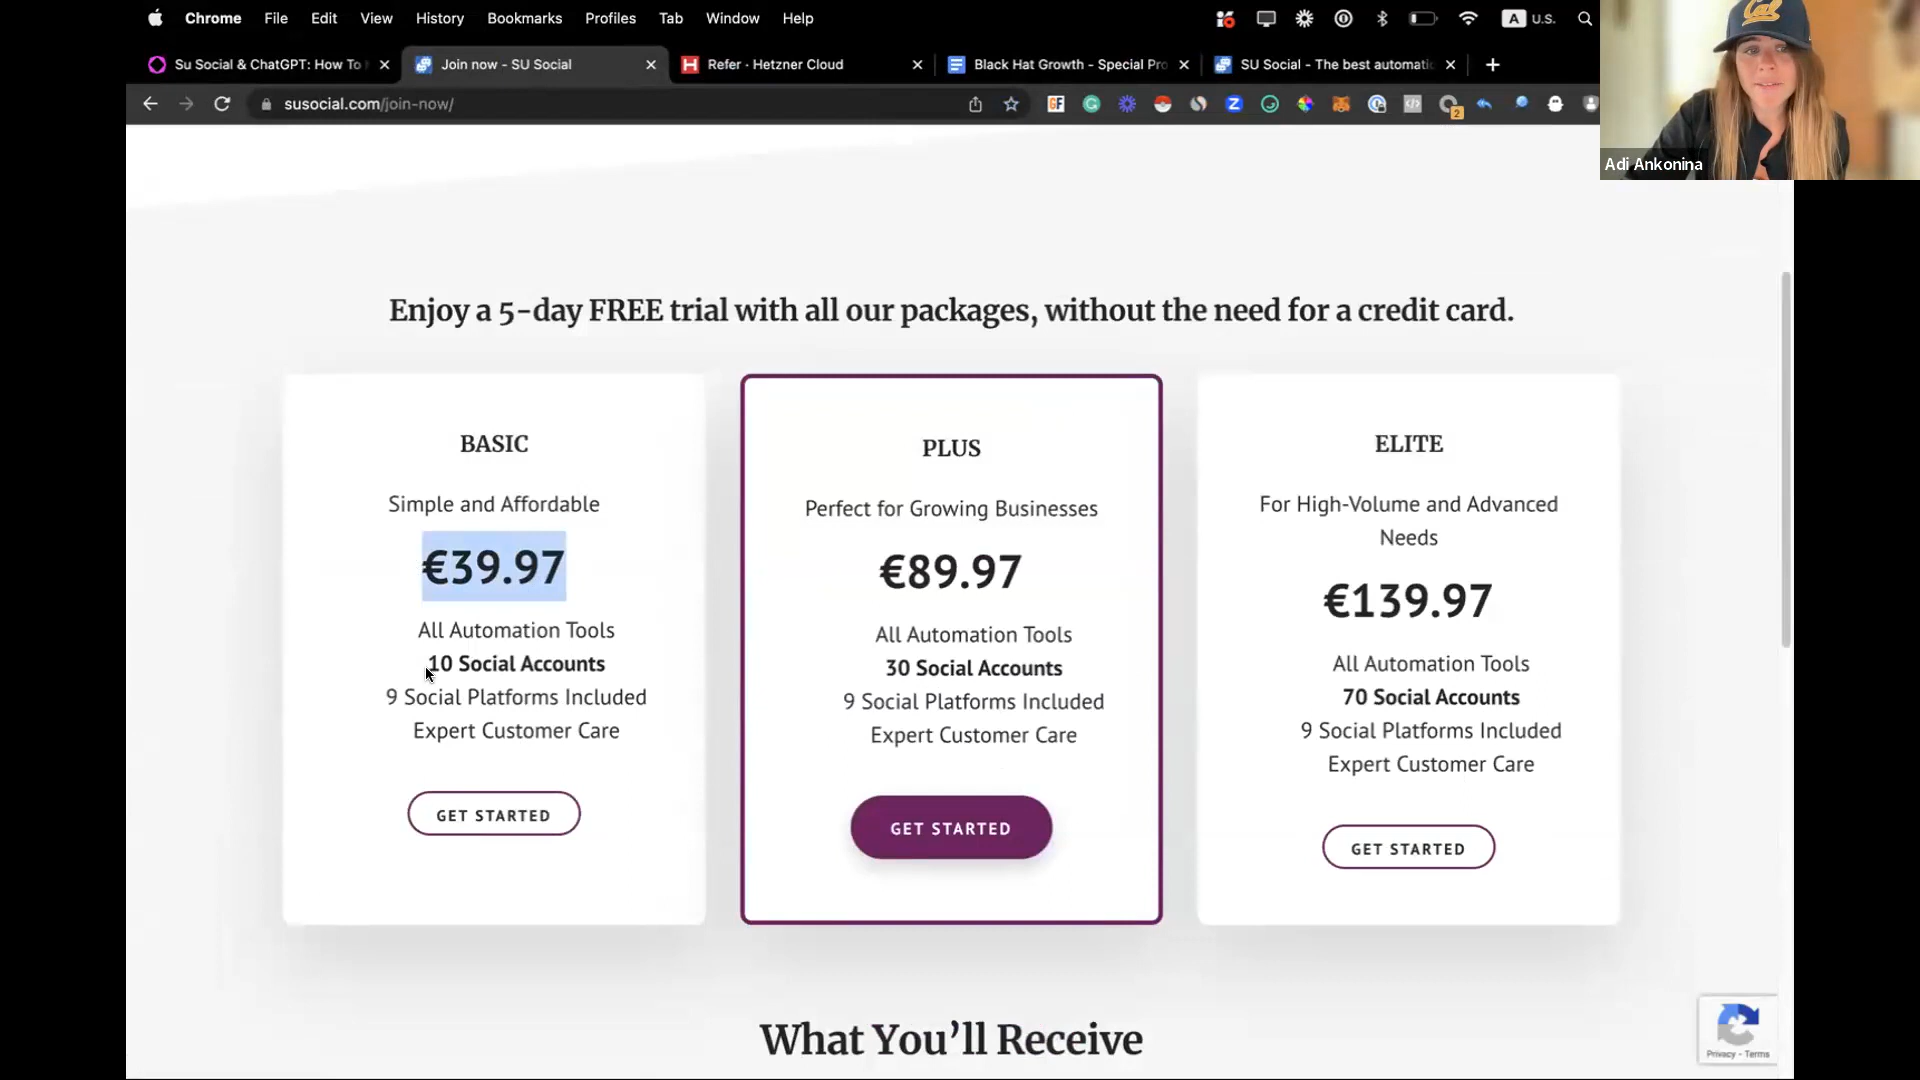 Chrome File Edit View History Bookmarks Profiles Tab Window Help
A U.S.
Su Social & ChatGPT: How To
Join now - SU Social
Refer · Hetzner Cloud
Black Hat Growth - Special Pro
SU Social - The best automati
susocial.com/join-now/
2
Cal
Adi Ankonina
Enjoy a 5-day FREE trial with all our packages, without the need for a credit card.
BASIC
Simple and Affordable
€39.97
All Automation Tools
10 Social Accounts
9 Social Platforms Included
Expert Customer Care
GET STARTED
PLUS
Perfect for Growing Businesses
€89.97
All Automation Tools
30 Social Accounts
9 Social Platforms Included
Expert Customer Care
GET STARTED
ELITE
For High-Volume and Advanced
Needs
€139.97
All Automation Tools
70 Social Accounts
9 Social Platforms Included
Expert Customer Care
GET STARTED
What You’ll Receive
Privacy - Terms